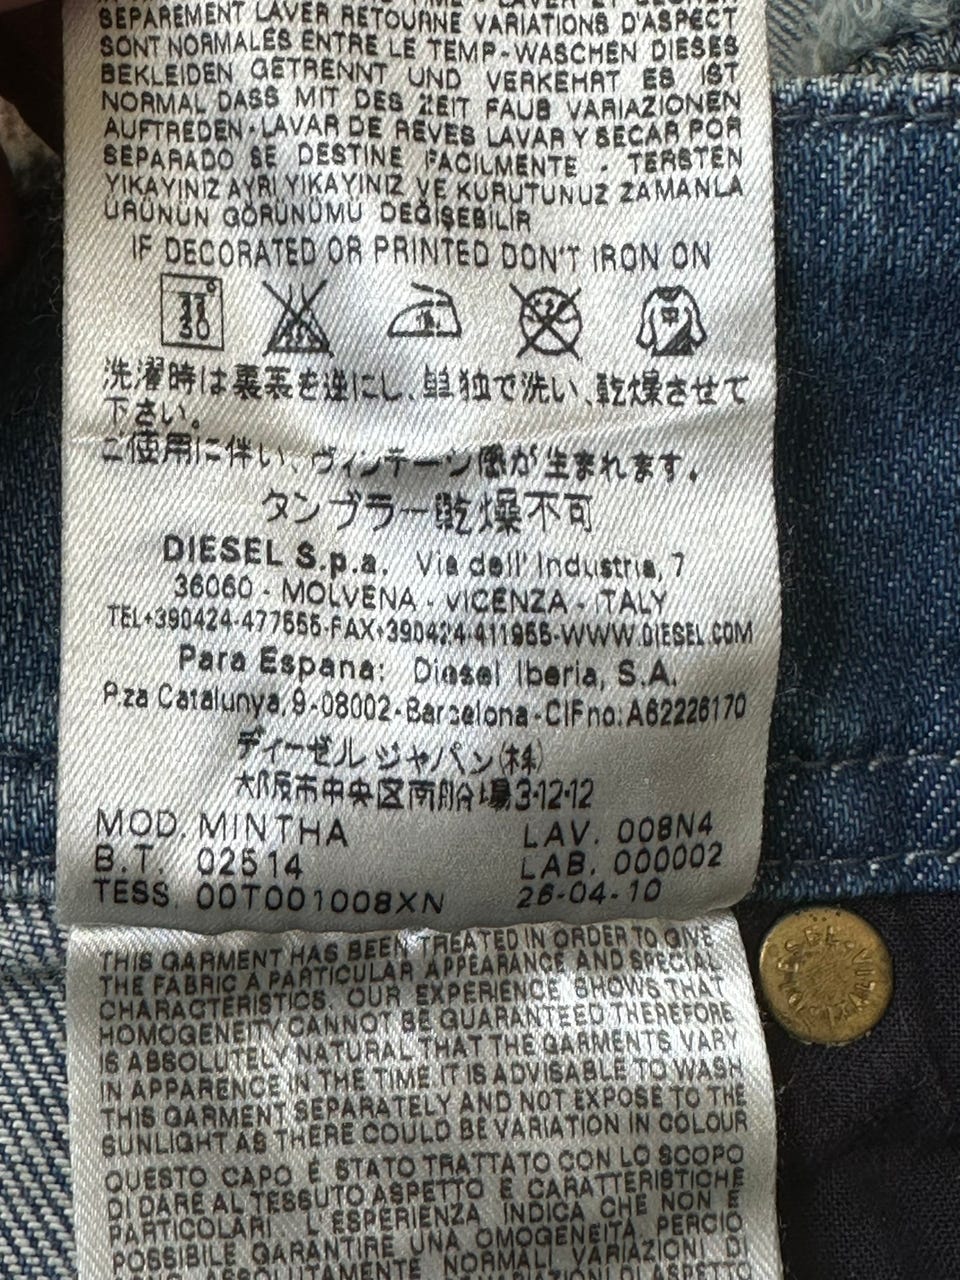 SEPAREMENT LAVER RETOURNE VARIATIONS D'ASPECT
SONT NORMALES ENTRE LE TEMP-WASCHEN DIESES
BEKLEIDEN GETRENNT UND VERKEHRT ES IST
NORMAL DASS MIT DES ZEIT FAUB VARIAZIONEN
AUFTREDEN-LAVAR DE REVES LAVAR Y SECAR POR
SEPARADO SE DESTINE FACILMENTE - TERSTEN
YIKAYINIZ AYRI YIKAYINIZ VE KURUTUNUZ ZAMANLA
URUNUN GÖRUNUMU DEĞIŞEBILIR
IF DECORATED OR PRINTED DON'T IRON ON
30
洗濯時は裏表を逆にし、単独で洗い、乾燥させて
下さい。
ご使用に伴い、ヴィンテージ感が生まれます。
タンブラー乾燥不可
DIESEL S.p.a. Via dell' Industria, 7
36060 - MOLVENA - VICENZA - ITALY
TEL+390424-477555-FAX+390424-411955-WWW.DIESEL.COM
Para Espana: Diesel Iberia, S.A.
P.za Catalunya, 9-08002-Barcelona-CIF no: A62226170
ディーゼルジャパン(株)
大阪市中央区南船場3-12-12
MOD. MINTHA LAV. 008N4
B.T. 02514 LAB. 000002
TESS. 00T001008XN 26-04-10
THIS GARMENT HAS BEEN TREATED IN ORDER TO GIVE
THE FABRIC A PARTICULAR APPEARANCE AND SPECIAL
CHARACTERISTICS. OUR EXPERIENCE SHOWS THAT
HOMOGENEITY CANNOT BE GUARANTEED THEREFORE
IS ABSOLUTELY NATURAL THAT THE GARMENTS VARY
IN APPARENCE IN THE TIME IT IS ADVISABLE TO WASH
THIS GARMENT SEPARATELY AND NOT EXPOSE TO THE
SUNLIGHT AS THERE COULD BE VARIATION IN COLOUR
QUESTO CAPO È STATO TRATTATO CON LO SCOPO
DI DARE AL TESSUTO ASPETTO E CARATTERISTICHE
PARTICOLARI L'ESPERIENZA INDICA CHE NON È
POSSIBILE GARANTIRE UNA OMOGENEITÀ. PERCIÒ
ASSOLUTAMENTE NORMALI VARIAZIONI DI